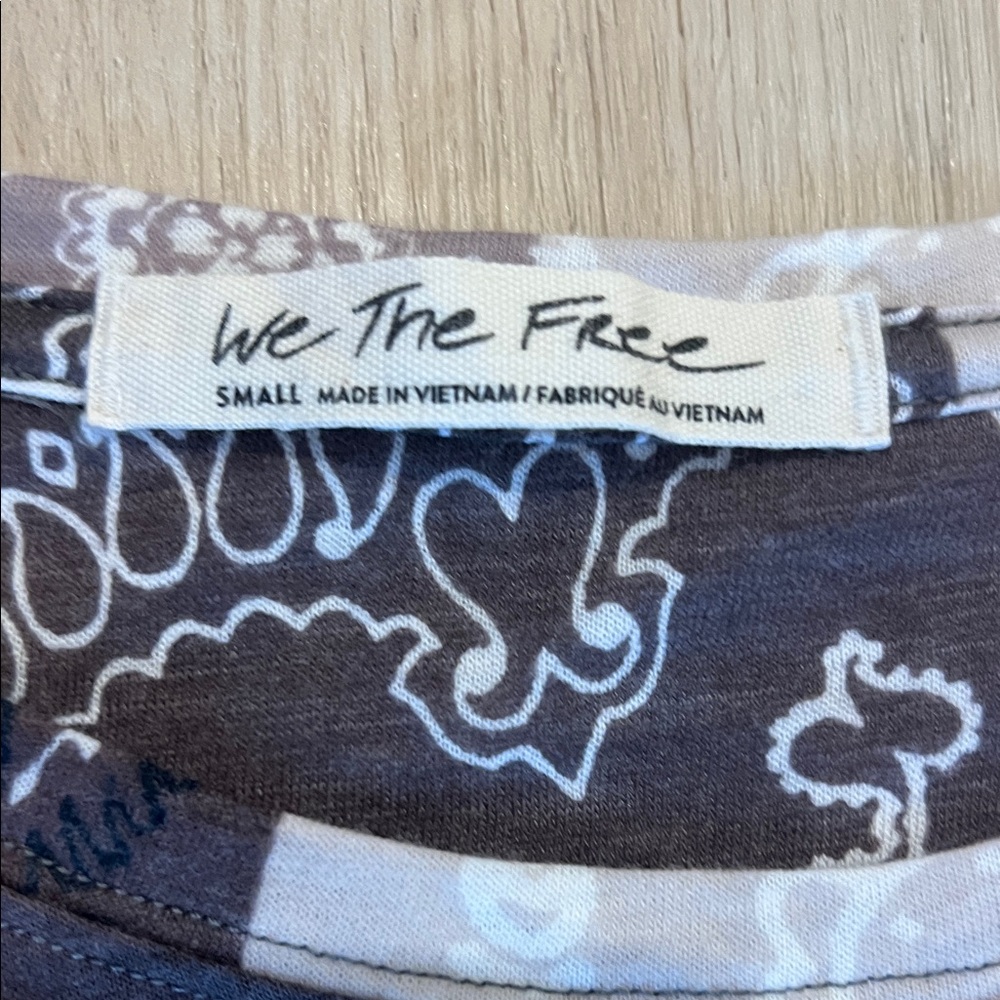 We The Free
SMALL MADE IN VIETNAM / FABRIQUÉ AU VIETNAM